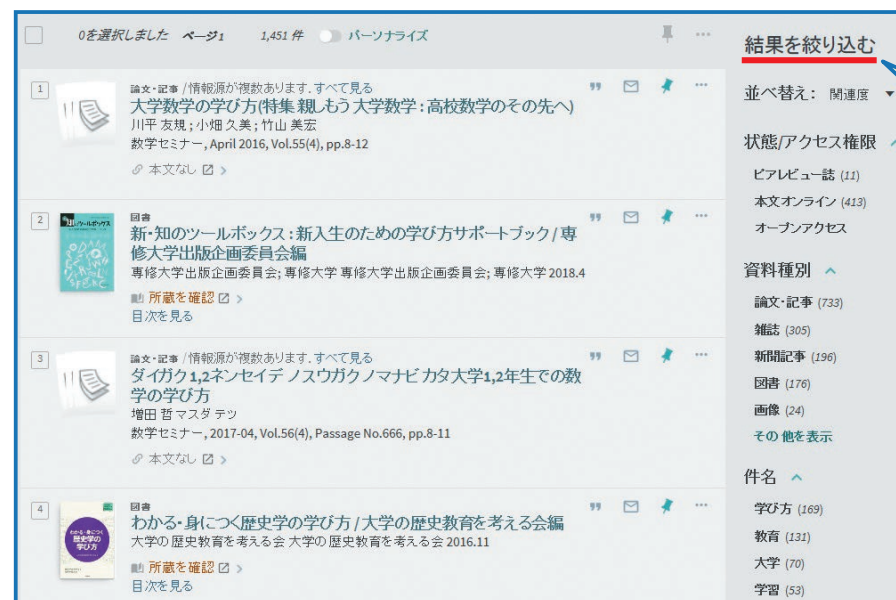 0を選択しました ページ1 1,451 件 パーソナライズ
1
論文・記事 /情報源が複数あります. すべて見る
大学数学の学び方(特集 親しもう大学数学 : 高校数学のその先へ)
川平 友規 ; 小畑 久美 ; 竹山 美宏
数学セミナー, April 2016, Vol.55(4), pp.8-12
本文なし
2
図書
新・知のツールボックス : 新入生のための学び方サポートブック / 専
修大学出版企画委員会編
専修大学出版企画委員会; 専修大学 専修大学出版企画委員会; 専修大学 2018.4
所蔵を確認
目次を見る
3
論文・記事 /情報源が複数あります. すべて見る
ダイガク 1,2ネンセイデ ノスウガク ノマナビ カタ大学1,2年生での数
学の学び方
増田 哲 マスダ テツ
数学セミナー, 2017-04, Vol.56(4), Passage No.666, pp.8-11
本文なし
4
図書
わかる・身につく歴史学の学び方 / 大学の歴史教育を考える会編
大学の 歴史教育を考える会 大学の 歴史教育を考える会 2016.11
所蔵を確認
目次を見る
結果を絞り込む
並べ替え: 関連度
状態/アクセス権限
ピアレビュー誌 (11)
本文オンライン (413)
オープンアクセス
資料種別
論文・記事 (733)
雑誌 (305)
新聞記事 (196)
図書 (176)
画像 (24)
その他を表示
件名
学び方 (169)
教育 (131)
大学 (70)
学習 (53)